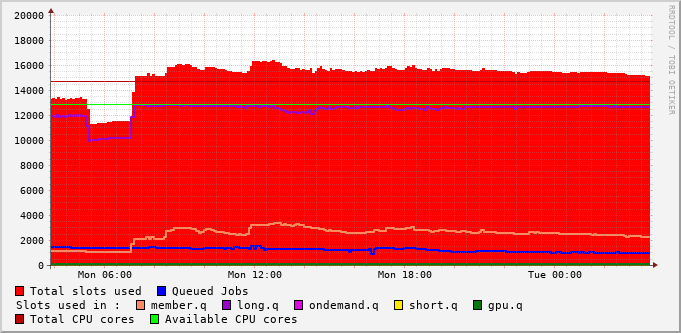 20000
18000
16000
14000
12000
10000
8000
6000
4000
2000
0
Mon 06:00 Mon 12:00 Mon 18:00 Tue 00:00
Total slots used Queued Jobs
Slots used in : member.q long.q ondemand.q short.q gpu.q
Total CPU cores Available CPU cores
RRDTOOL / TOBI OETIKER